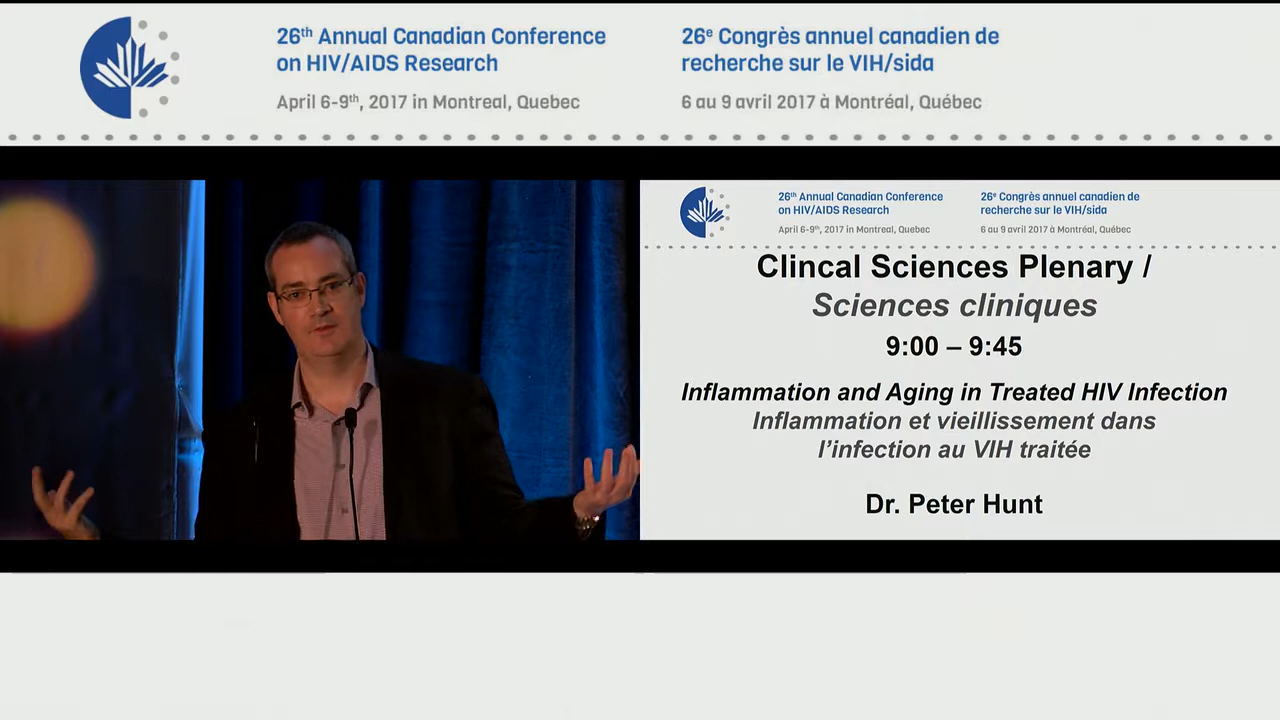 26th Annual Canadian Conference
on HIV/AIDS Research
April 6-9th, 2017 in Montreal, Quebec
26e Congrès annuel canadien de
recherche sur le VIH/sida
6 au 9 avril 2017 à Montréal, Québec
26th Annual Canadian Conference
on HIV/AIDS Research
April 6-9th, 2017 in Montreal, Quebec
26e Congrès annuel canadien de
recherche sur le VIH/sida
6 au 9 avril 2017 à Montréal, Québec
Clincal Sciences Plenary /
Sciences cliniques
9:00 – 9:45
Inflammation and Aging in Treated HIV Infection
Inflammation et vieillissement dans
l’infection au VIH traitée
Dr. Peter Hunt